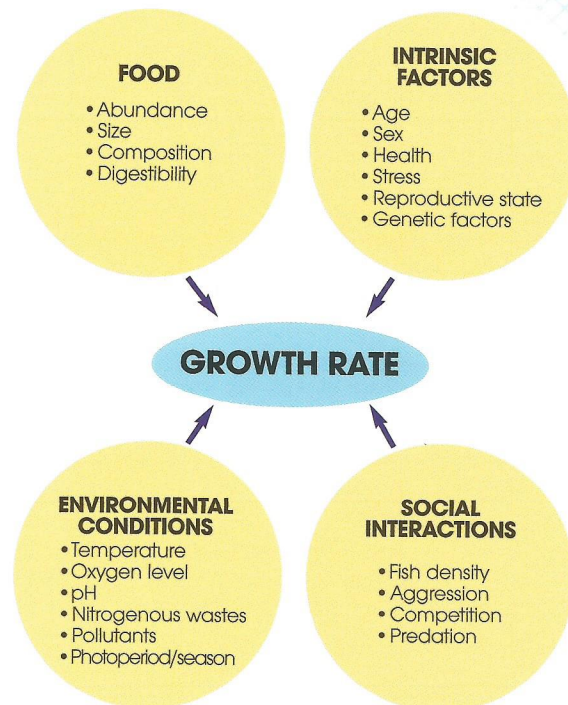 FOOD
• Abundance
• Size
• Composition
• Digestibility
INTRINSIC
FACTORS
• Age
• Sex
• Health
• Stress
• Reproductive state
• Genetic factors
GROWTH RATE
ENVIRONMENTAL
CONDITIONS
• Temperature
• Oxygen level
• pH
• Nitrogenous wastes
• Pollutants
• Photoperiod/season
SOCIAL
INTERACTIONS
• Fish density
• Aggression
• Competition
• Predation